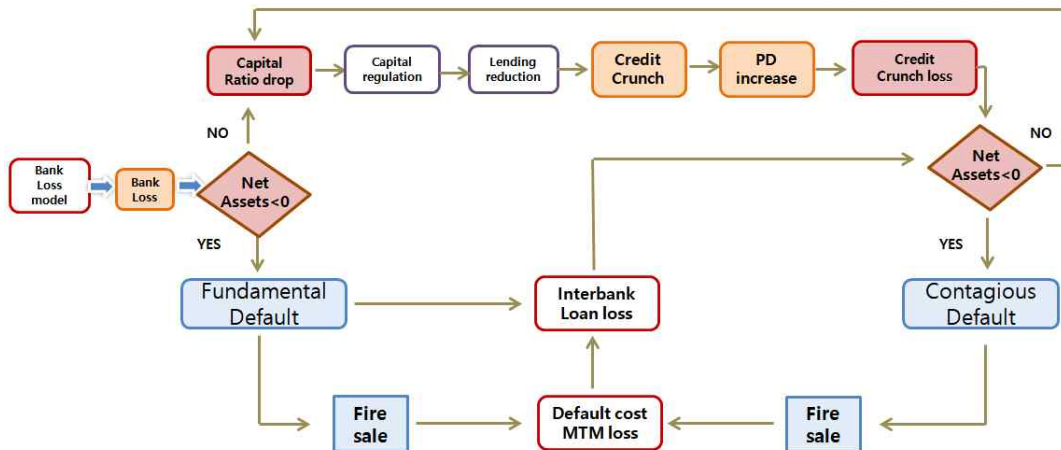 Capital
Ratio drop
Capital
regulation
Lending
reduction
Credit
Crunch
PD
increase
Credit
Crunch loss
NO
NO
Bank
Loss
model
Bank
Loss
Net
Assets<0
Net
Assets<0
YES
YES
Fundamental
Default
Interbank
Loan loss
Contagious
Default
Fire
sale
Default cost
MTM loss
Fire
sale